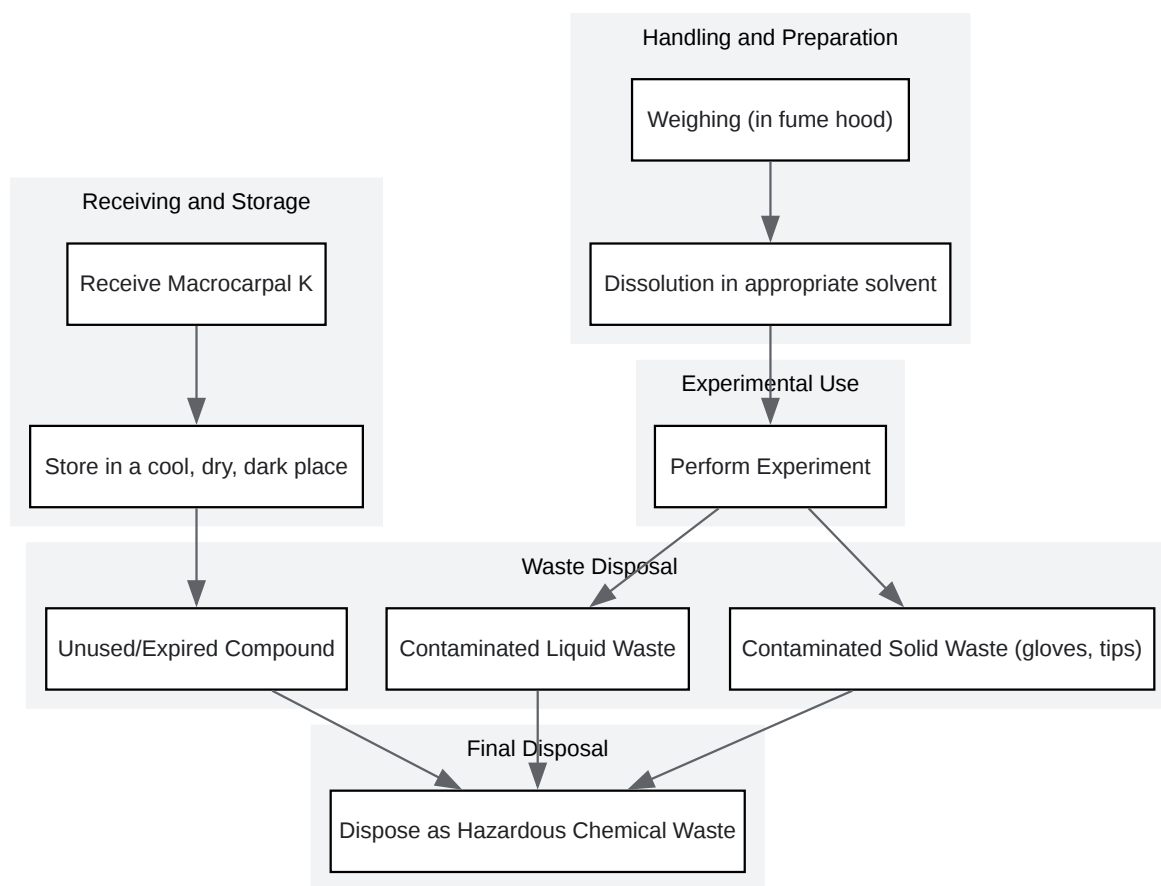 Handling and Preparation
Weighing (in fume hood)
Receiving and Storage
Receive Macrocarpal K
Dissolution in appropriate solvent
Experimental Use
Store in a cool, dry, dark place
Perform Experiment
Waste Disposal
Unused/Expired Compound
Contaminated Liquid Waste
Contaminated Solid Waste (gloves, tips)
Final Disposal
Dispose as Hazardous Chemical Waste